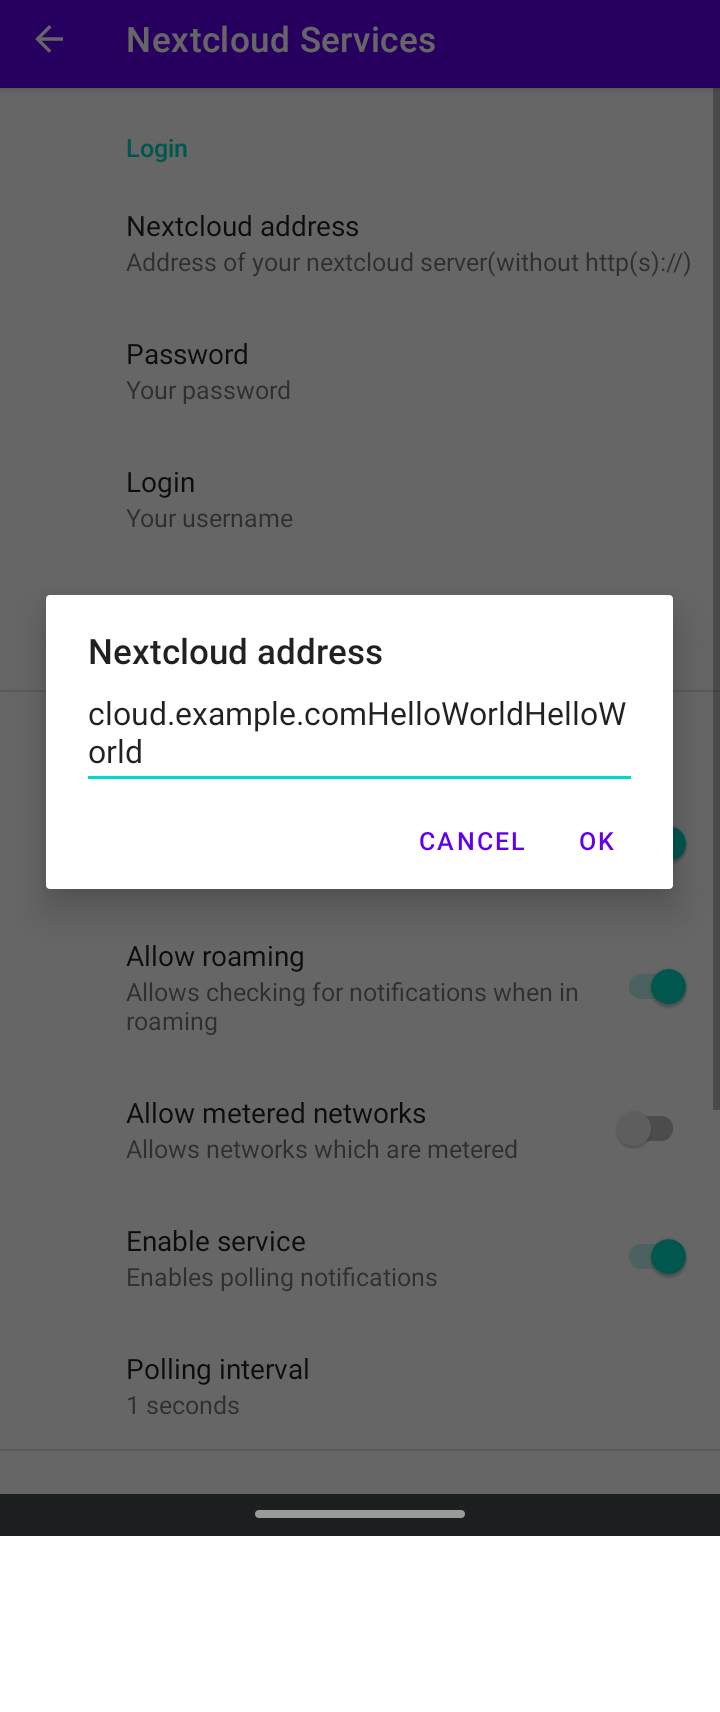 Nextcloud Services
Login
Nextcloud address
Address of your nextcloud server(without http(s)://)
Password
Your password
Login
Your username
Nextcloud address
cloud.example.comHelloWorldHelloW
orld
CANCEL OK
Allow roaming
Allows checking for notifications when in
roaming
Allow metered networks
Allows networks which are metered
Enable service
Enables polling notifications
Polling interval
1 seconds